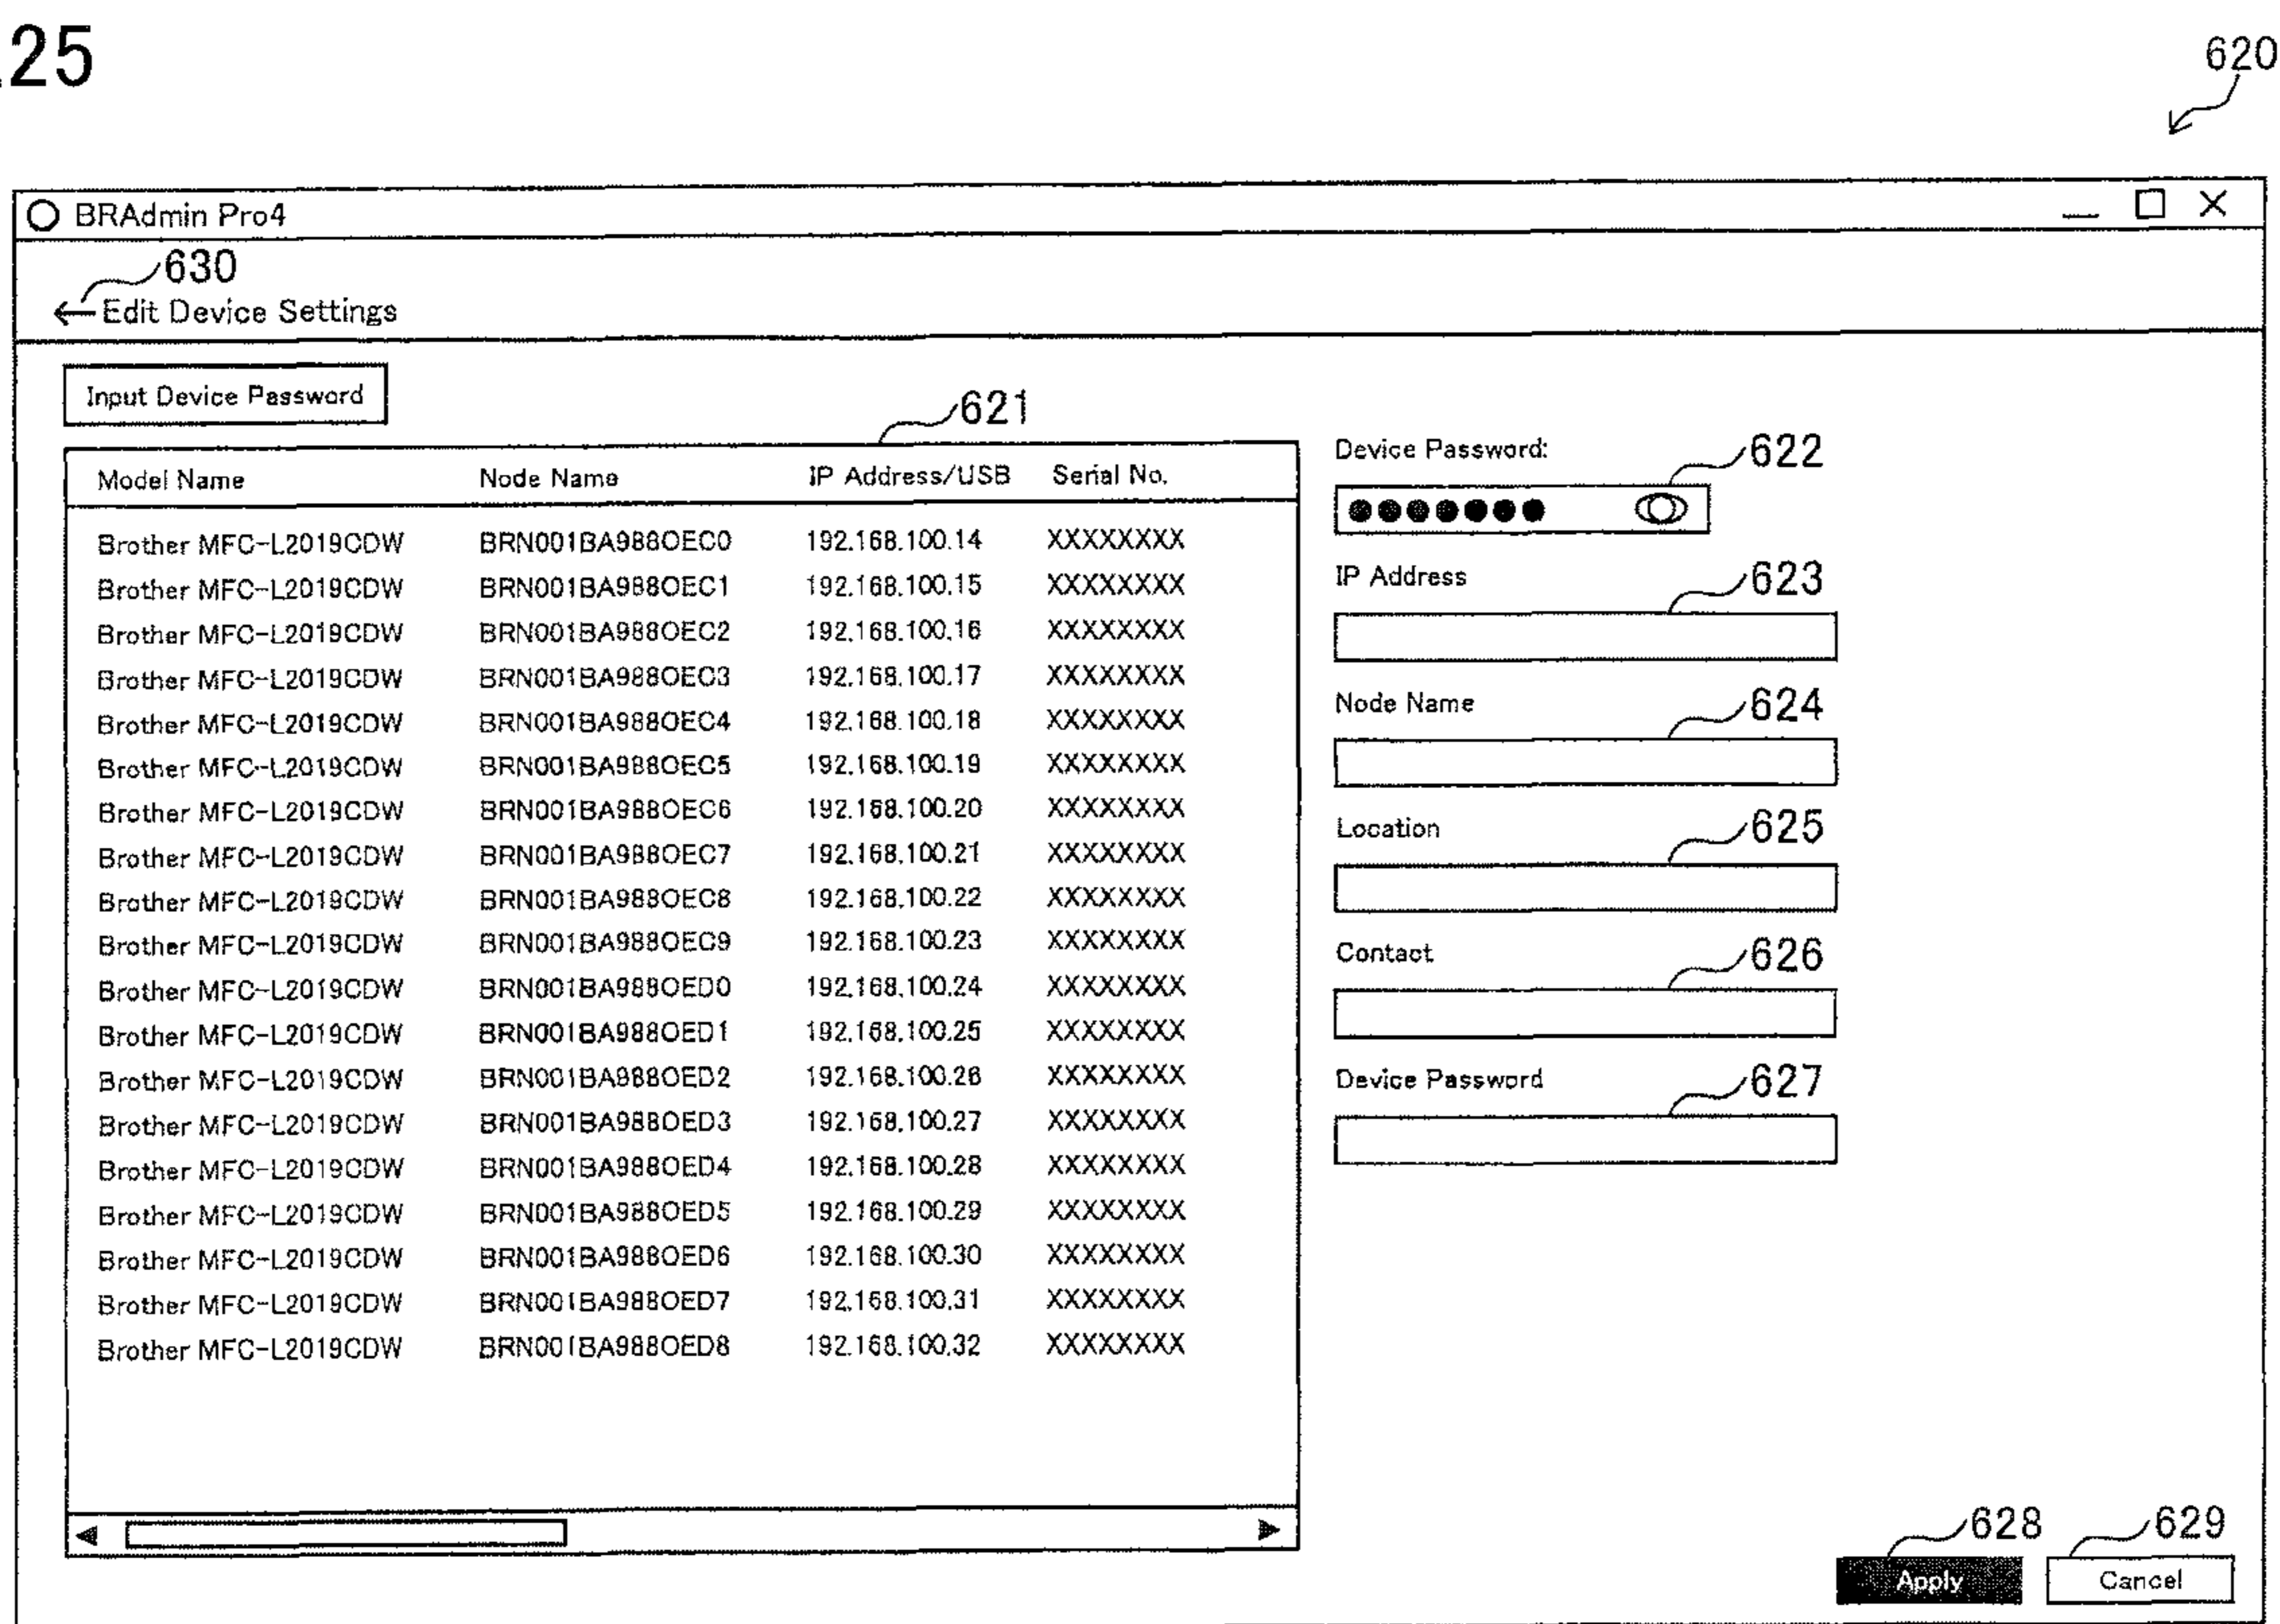 .25
620
BRAdmin Pro4
630
Edit Device Settings
Input Device Password
621
Model Name Node Name IP Address/USB Serial No.
Brother MFC-L2019CDW BRN001BA988OEC0 192.168.100.14 XXXXXXXX
Brother MFC-L2019CDW BRN001BA988OEC1 192.168.100.15 XXXXXXXX
Brother MFC-L2019CDW BRN001BA988OEC2 192.168.100.16 XXXXXXXX
Brother MFC-L2019CDW BRN001BA988OEC3 192.168.100.17 XXXXXXXX
Brother MFC-L2019CDW BRN001BA988OEC4 192.168.100.18 XXXXXXXX
Brother MFC-L2019CDW BRN001BA988OEC5 192.168.100.19 XXXXXXXX
Brother MFC-L2019CDW BRN001BA988OEC6 192.168.100.20 XXXXXXXX
Brother MFC-L2019CDW BRN001BA988OEC7 192.168.100.21 XXXXXXXX
Brother MFC-L2019CDW BRN001BA988OEC8 192.168.100.22 XXXXXXXX
Brother MFC-L2019CDW BRN001BA988OEC9 192.168.100.23 XXXXXXXX
Brother MFC-L2019CDW BRN001BA988OED0 192.168.100.24 XXXXXXXX
Brother MFC-L2019CDW BRN001BA988OED1 192.168.100.25 XXXXXXXX
Brother MFC-L2019CDW BRN001BA988OED2 192.168.100.26 XXXXXXXX
Brother MFC-L2019CDW BRN001BA988OED3 192.168.100.27 XXXXXXXX
Brother MFC-L2019CDW BRN001BA988OED4 192.168.100.28 XXXXXXXX
Brother MFC-L2019CDW BRN001BA988OED5 192.168.100.29 XXXXXXXX
Brother MFC-L2019CDW BRN001BA988OED6 192.168.100.30 XXXXXXXX
Brother MFC-L2019CDW BRN001BA988OED7 192.168.100.31 XXXXXXXX
Brother MFC-L2019CDW BRN001BA988OED8 192.168.100.32 XXXXXXXX
Device Password:
622
IP Address
623
Node Name
624
Location
625
Contact
626
Device Password
627
628
629
Apply
Cancel